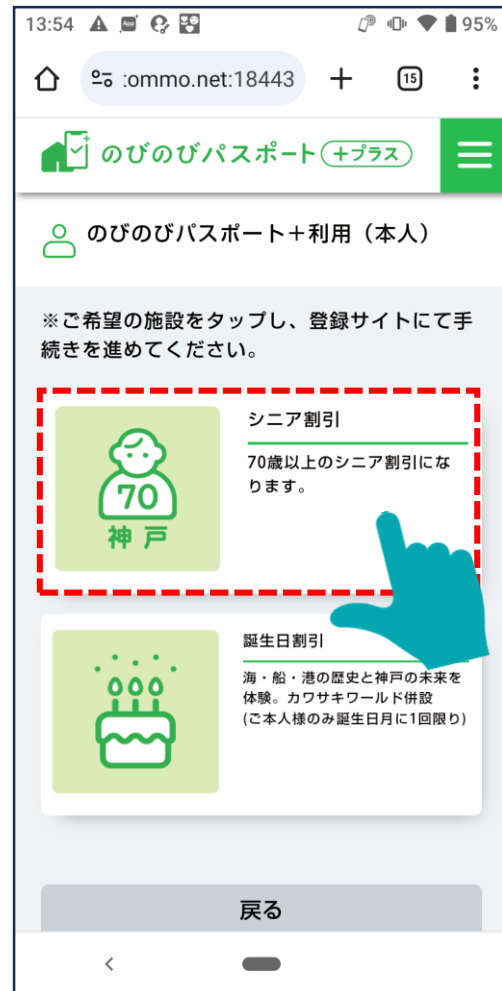 13:54
95%
:ommo.net:18443
15
のびのびパスポート+プラス
のびのびパスポート+利用（本人）
※ご希望の施設をタップし、登録サイトにて手
続きを進めてください。
シニア割引
70歳以上のシニア割引にな
ります。
70
神戸
誕生日割引
海・船・港の歴史と神戸の未来を
体験。カワサキワールド併設
(ご本人様のみ誕生日月に1回限り)
戻る